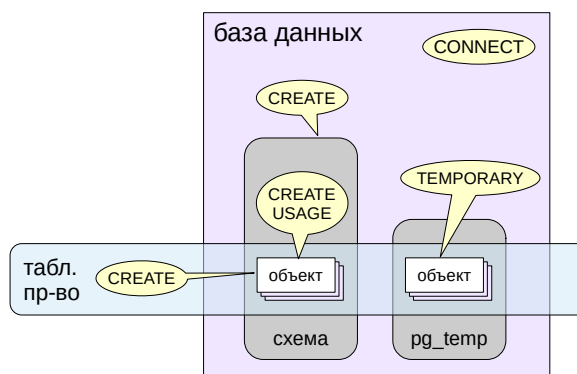 база данных
CONNECT
CREATE
CREATE
USAGE
TEMPORARY
табл.
пр-во
CREATE
объект
объект
схема
pg_temp